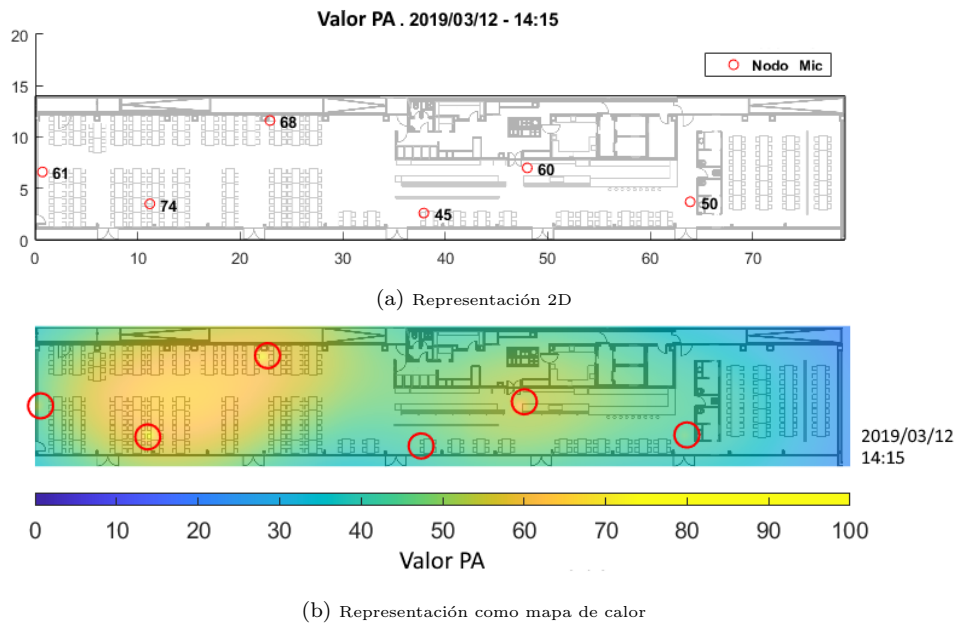 Valor PA . 2019/03/12 - 14:15
20
15
10
5
0
Nodo Mic
68
61
74
45
60
50
0 10 20 30 40 50 60 70
(a) Representación 2D
2019/03/12
14:15
0 10 20 30 40 50 60 70 80 90 100
Valor PA
(b) Representación como mapa de calor